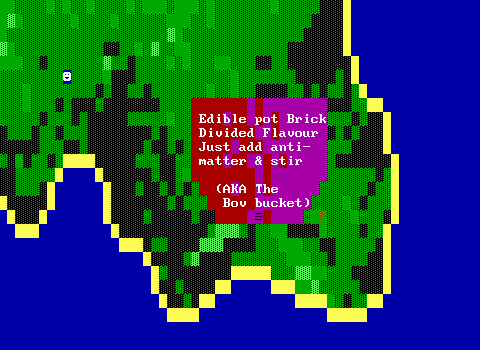 Edible pot Brick
Divided Flavour
Just add anti-
matter & stir
(AKA The
Bov bucket)